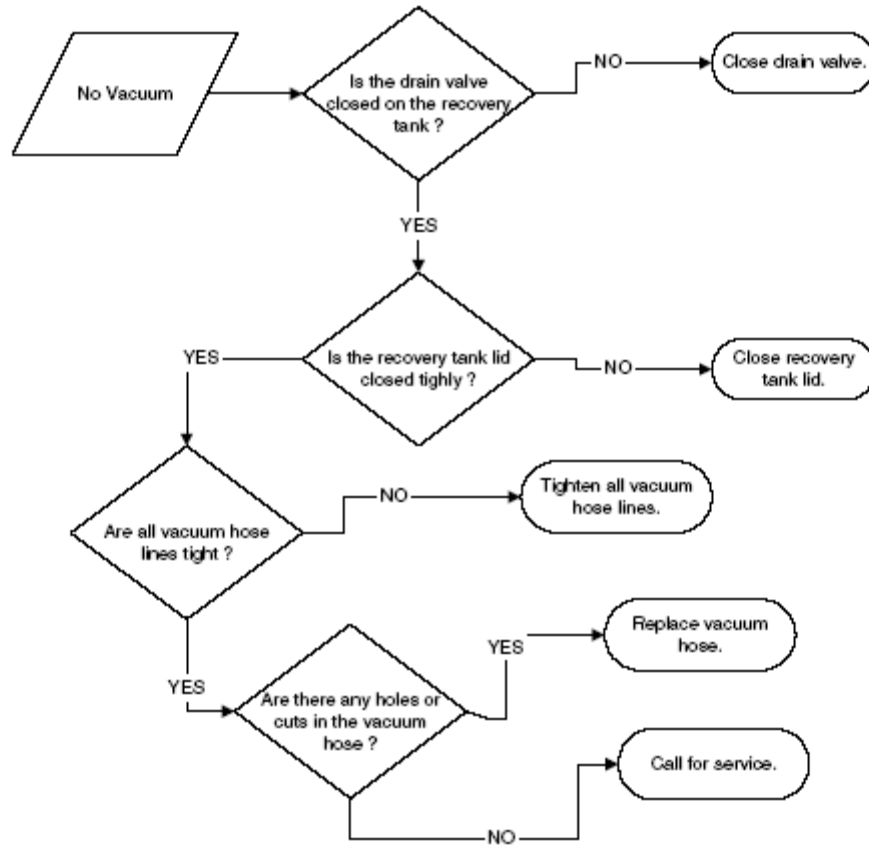 No Vacuum
Is the drain valve
closed on the recovery
tank ?
NO
Close drain valve.
YES
Is the recovery tank lid
closed tighly ?
YES
NO
Close recovery
tank lid.
Are all vacuum hose
lines tight ?
NO
Tighten all vacuum
hose lines.
YES
Are there any holes or
cuts in the vacuum
hose ?
YES
Replace vacuum
hose.
NO
Call for service.